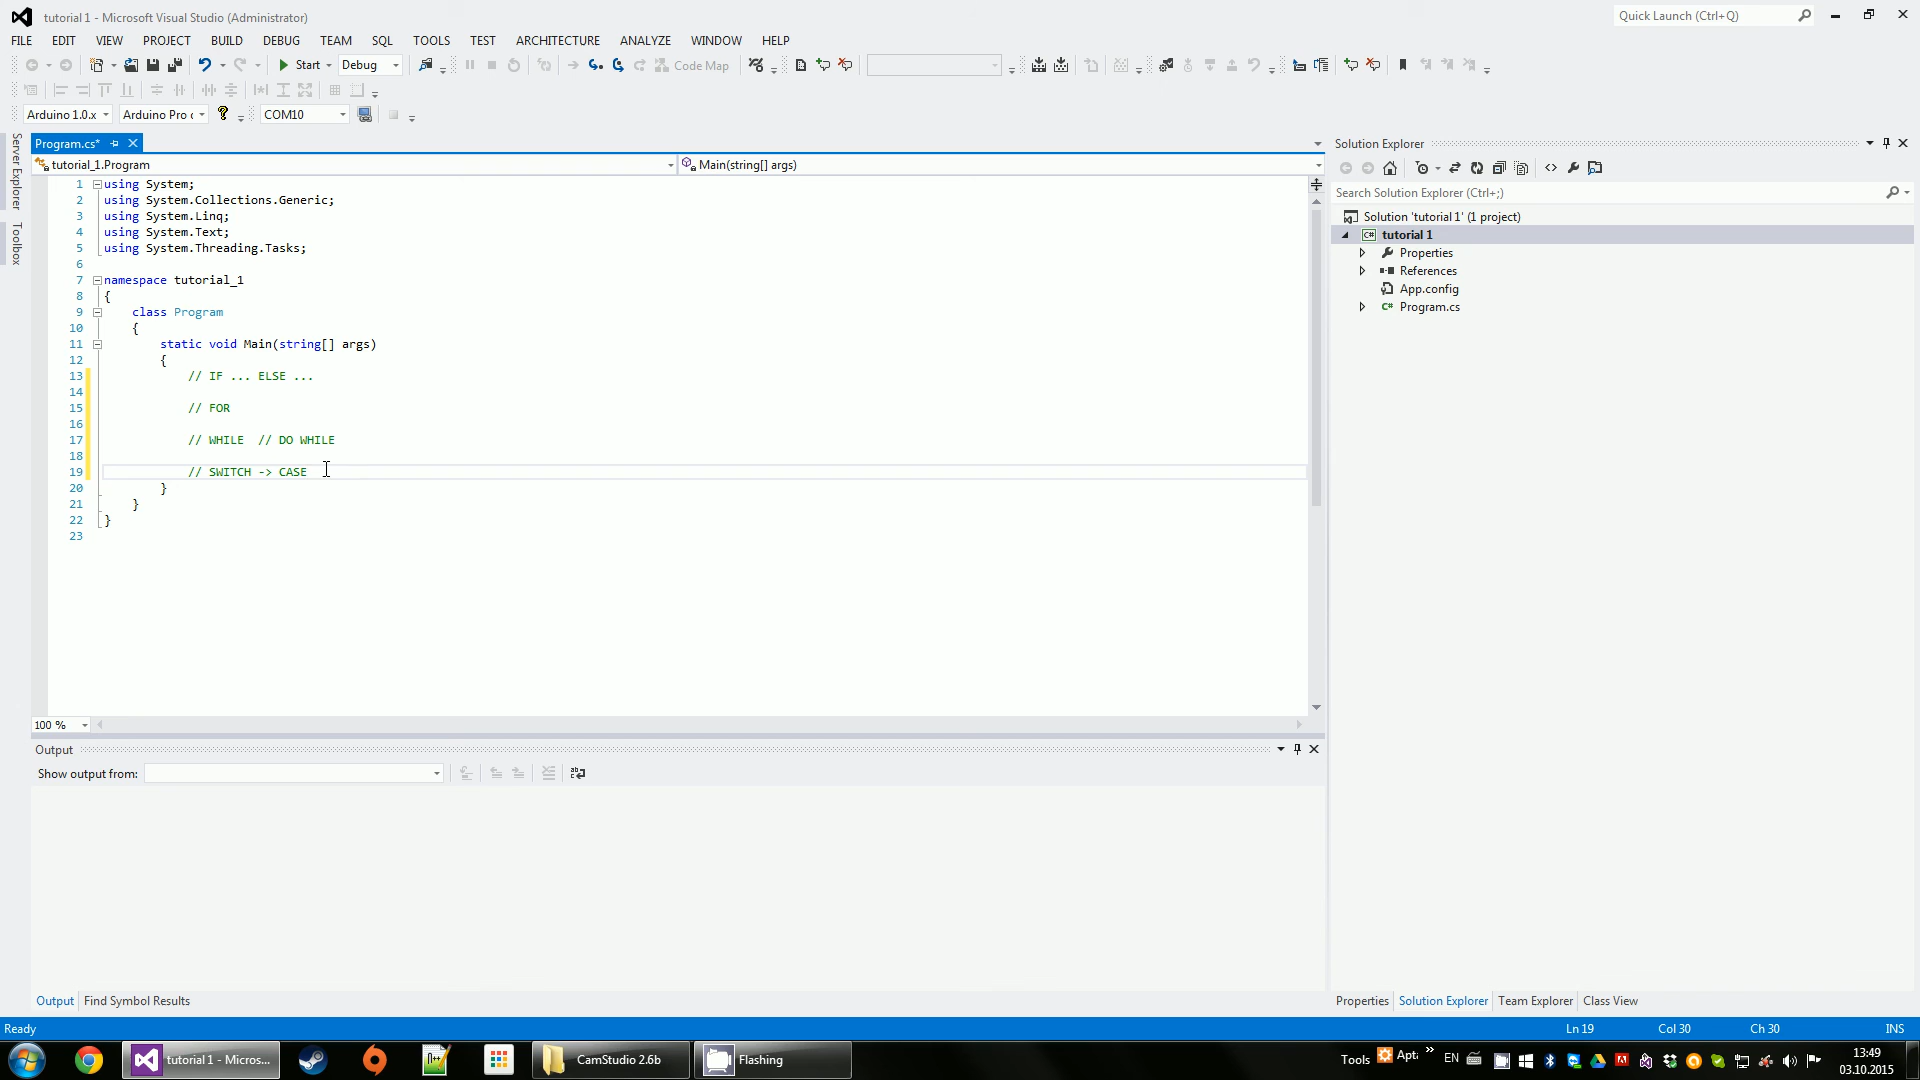 tutorial 1 - Microsoft Visual Studio (Administrator)
Quick Launch (Ctrl+Q)
FILE EDIT VIEW PROJECT BUILD DEBUG TEAM SQL TOOLS TEST ARCHITECTURE ANALYZE WINDOW HELP
Start Debug Code Map
Arduino 1.0.x Arduino Pro ( COM10
Server Explorer
Toolbox
Program.cs*
tutorial_1.Program Main(string[] args)
1 using System;
2 using System.Collections.Generic;
3 using System.Linq;
4 using System.Text;
5 using System.Threading.Tasks;
6
7 namespace tutorial_1
8 {
9 class Program
10 {
11 static void Main(string[] args)
12 {
13 // IF ... ELSE ...
14
15 // FOR
16
17 // WHILE // DO WHILE
18
19 // SWITCH -> CASE
20 }
21 }
22 }
23
100 %
Output
Show output from:
Output Find Symbol Results
Solution Explorer
Search Solution Explorer (Ctrl+;)
Solution 'tutorial 1' (1 project)
C# tutorial 1
Properties
References
App.config
C# Program.cs
Properties Solution Explorer Team Explorer Class View
Ready Ln 19 Col 30 Ch 30 INS
tutorial 1 - Micros... CamStudio 2.6b Flashing Tools Apt EN 13:49
03.10.2015